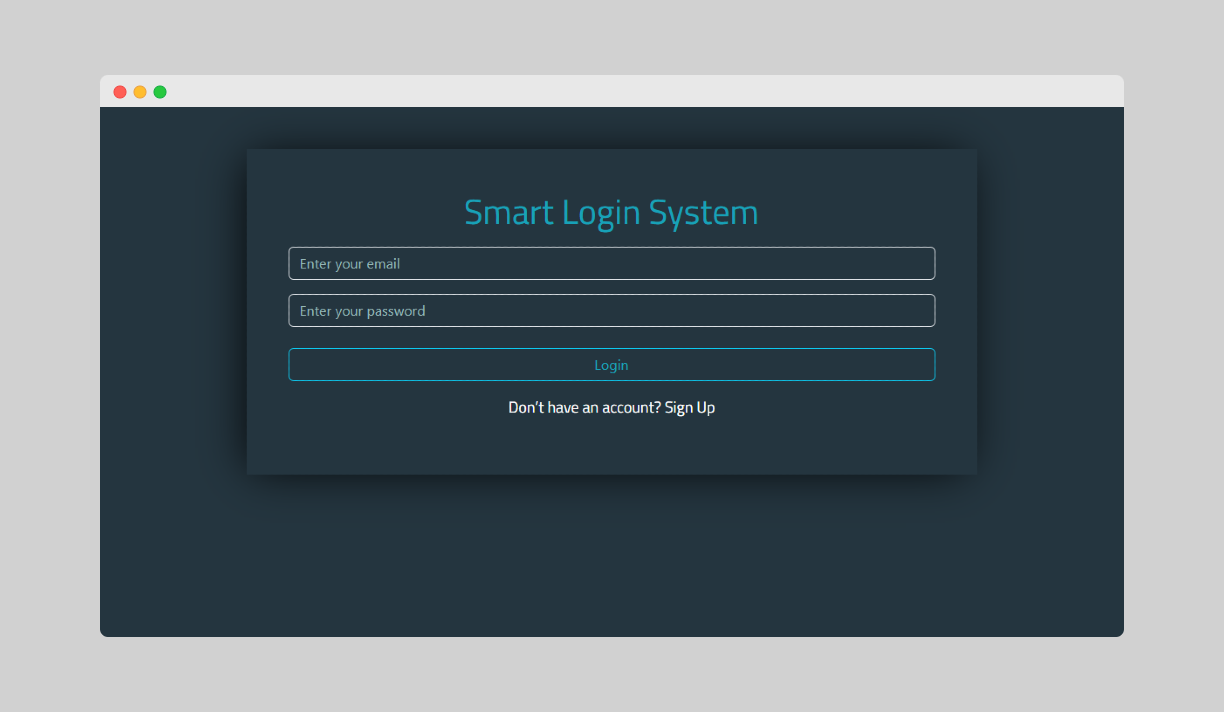 Smart Login System
Enter your email
Enter your password
Login
Don’t have an account? Sign Up